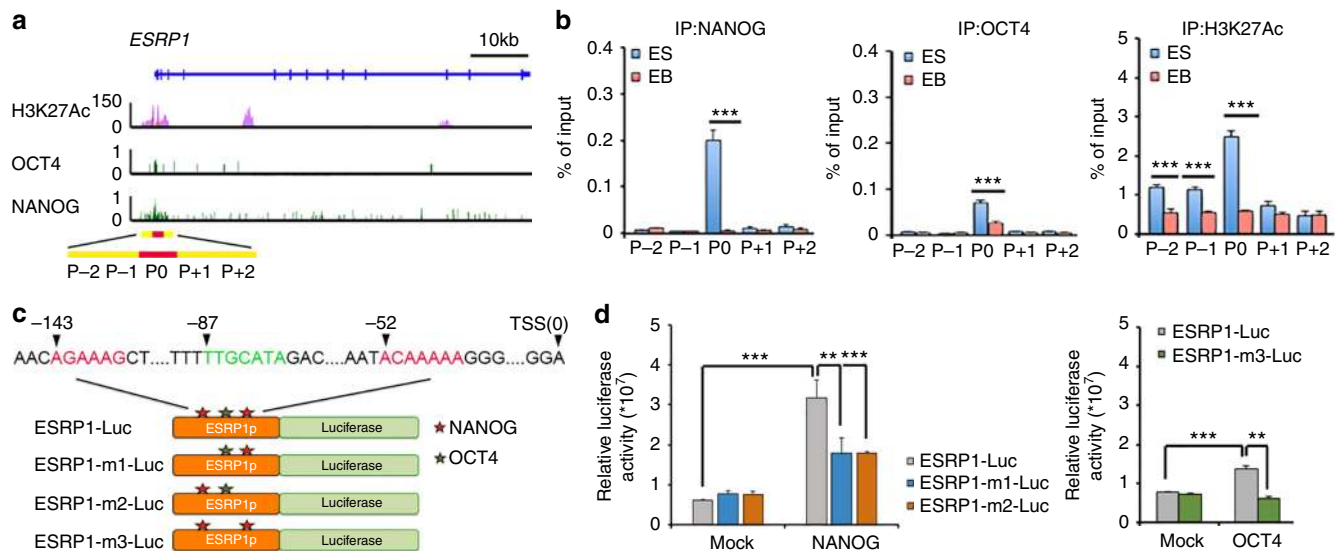 a
ESRP1
10kb
H3K27Ac
150
0
OCT4
1
0
NANOG
1
0
P–2 P–1 P0 P+1 P+2
b
IP:NANOG
% of input
0.4
0.3
0.2
0.1
0
ES
EB
***
P–2 P–1 P0 P+1 P+2
IP:OCT4
% of input
0.4
0.3
0.2
0.1
0
ES
EB
***
P–2 P–1 P0 P+1 P+2
IP:H3K27Ac
% of input
5
4
3
2
1
0
ES
EB
*** *** ***
P–2 P–1 P0 P+1 P+2
c
–143 –87 –52 TSS(0)
AACAGAAAGCT....TTTTTGCATAGAC....AATACAAAAAGGG....GGA
ESRP1-Luc
ESRP1p Luciferase
NANOG
OCT4
ESRP1-m1-Luc
ESRP1p Luciferase
ESRP1-m2-Luc
ESRP1p Luciferase
ESRP1-m3-Luc
ESRP1p Luciferase
d
Relative luciferase
activity (*10⁷)
5
4
3
2
1
0
*** ** ***
ESRP1-Luc
ESRP1-m1-Luc
ESRP1-m2-Luc
Mock NANOG
Relative luciferase
activity (*10⁷)
5
4
3
2
1
0
ESRP1-Luc
ESRP1-m3-Luc
*** **
Mock OCT4